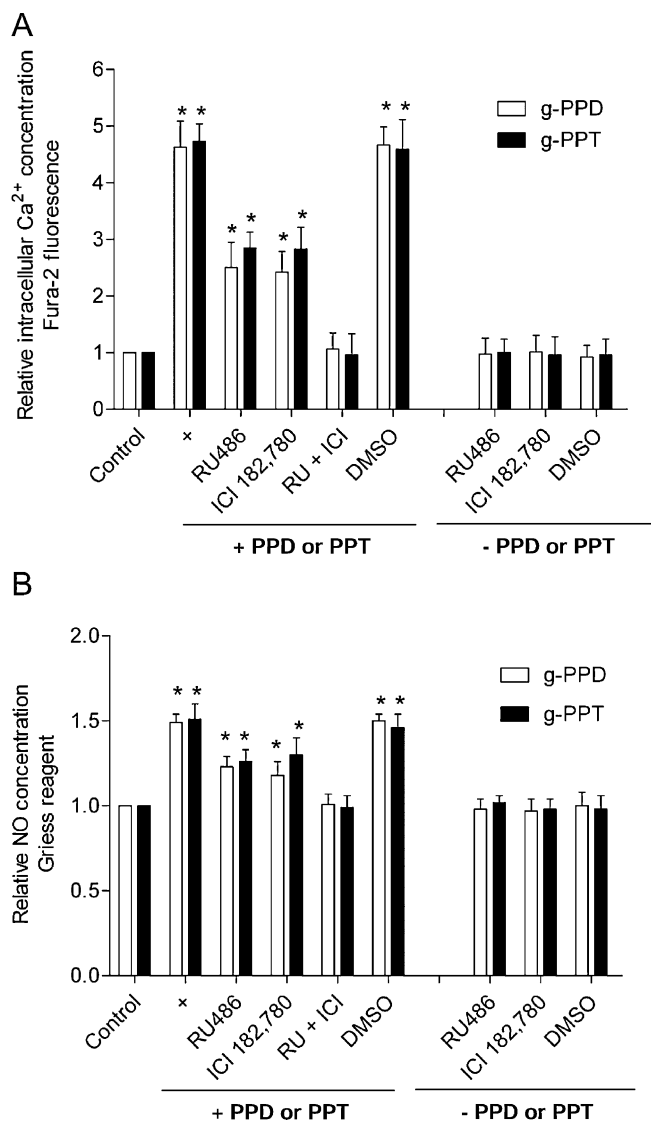 A
Relative intracellular Ca²⁺ concentration
Fura-2 fluorescence
6
5
4
3
2
1
0
g-PPD
g-PPT
* *
* *
* *
* *
Control
+
RU486
ICI 182,780
RU + ICI
DMSO
RU486
ICI 182,780
DMSO
+ PPD or PPT
- PPD or PPT
B
Relative NO concentration
Griess reagent
2.0
1.5
1.0
0.5
0.0
g-PPD
g-PPT
* *
* *
* *
* *
Control
+
RU486
ICI 182,780
RU + ICI
DMSO
RU486
ICI 182,780
DMSO
+ PPD or PPT
- PPD or PPT